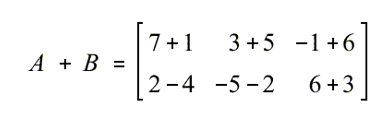 A + B = [ 7 + 1   3 + 5   −1 + 6
2 − 4   −5 − 2   6 + 3 ]